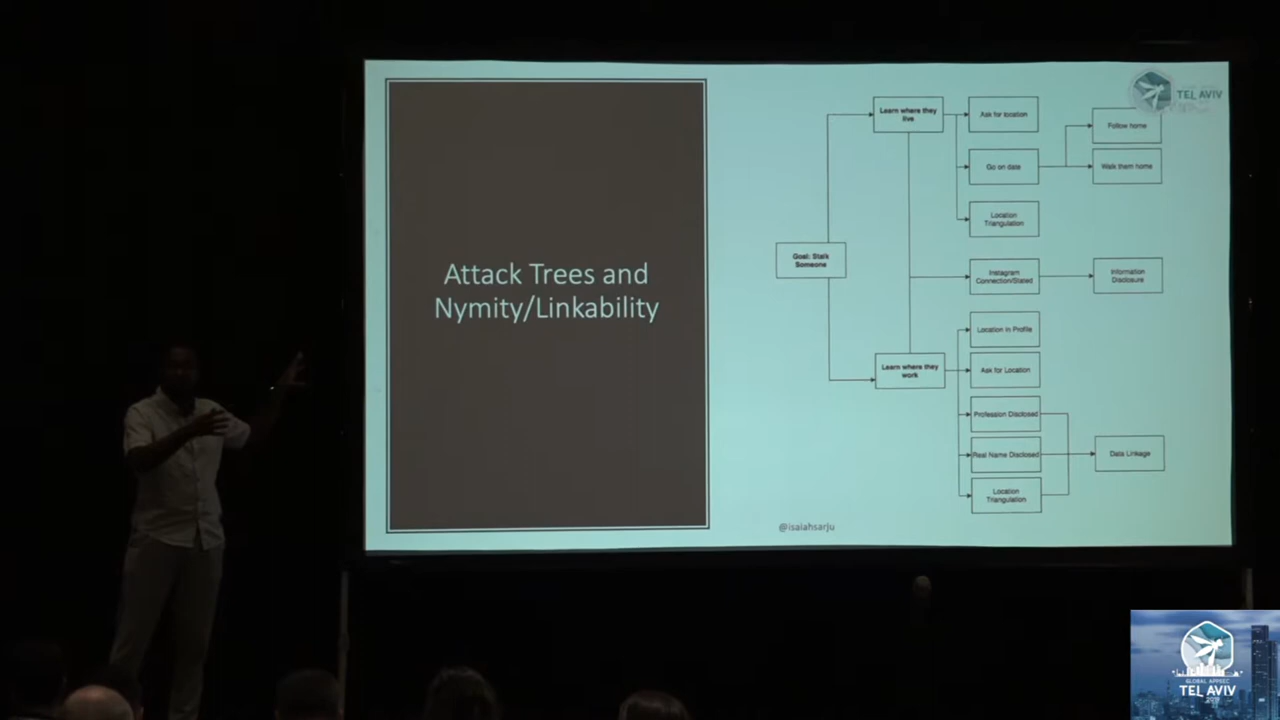 Attack Trees and
Nymity/Linkability
TEL AVIV
Goal: Stalk
Someone
Learn where they
live
Ask for location
Go on date
Follow home
Walk them home
Location
Triangulation
Instagram
Connection/Stated
Information
Disclosure
Learn where they
work
Location in Profile
Ask for Location
Profession Disclosed
Real Name Disclosed
Location
Triangulation
Data Linkage
@isaiahsarju
GLOBAL APPSEC
TEL AVIV